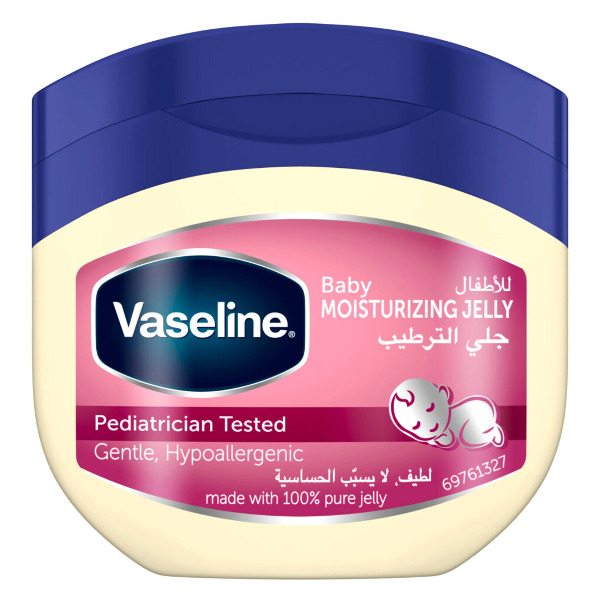 Vaseline®
Baby
للأطفال
MOISTURIZING JELLY
جلي الترطيب
Pediatrician Tested
Gentle, Hypoallergenic
لطيف، لا يسبّب الحساسية
made with 100% pure jelly
69761327